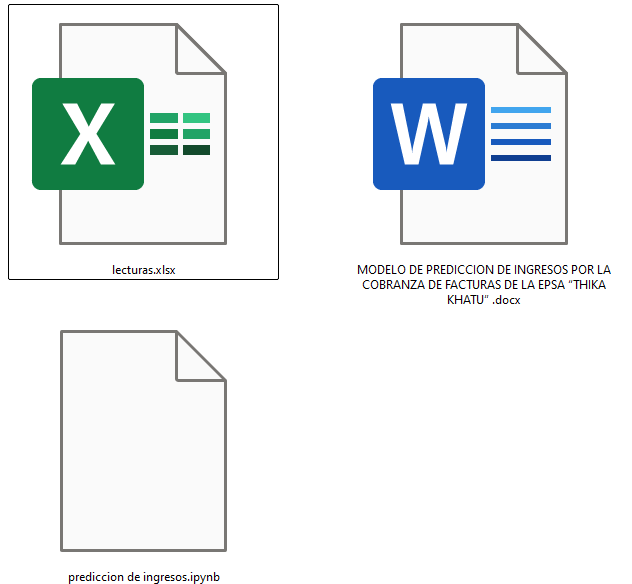 X
W
lecturas.xlsx
MODELO DE PREDICCION DE INGRESOS POR LA
COBRANZA DE FACTURAS DE LA EPSA “THIKA
KHATU” .docx
prediccion de ingresos.ipynb